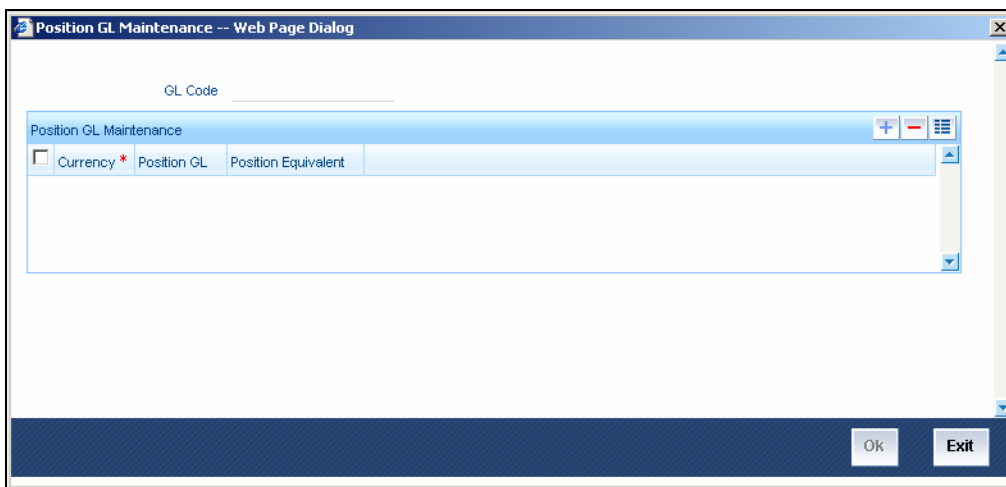 Position GL Maintenance -- Web Page Dialog
GL Code
Position GL Maintenance
Currency * Position GL Position Equivalent
Ok Exit